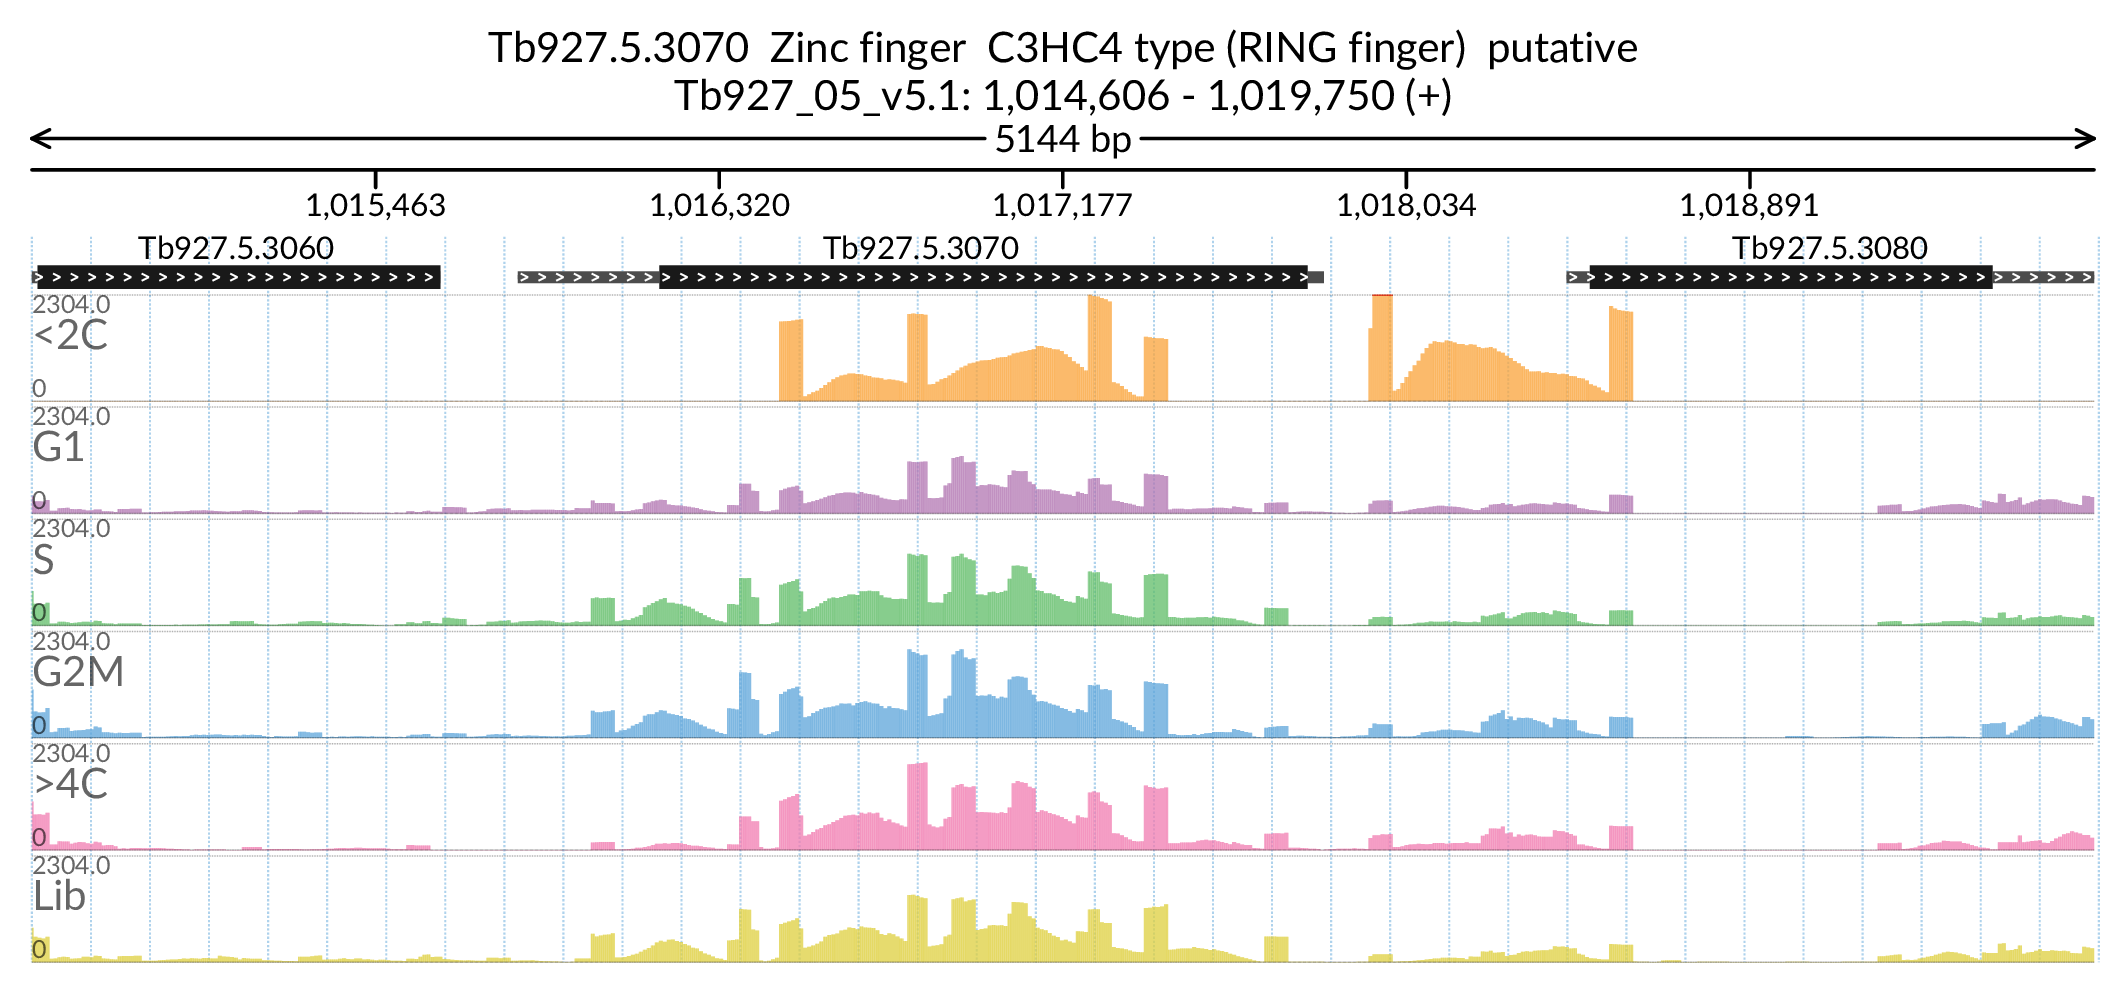 Tb927.5.3070 Zinc finger C3HC4 type (RING finger) putative
Tb927_05_v5.1: 1,014,606 - 1,019,750 (+)
5144 bp
1,015,463 1,016,320 1,017,177 1,018,034 1,018,891
Tb927.5.3060 Tb927.5.3070 Tb927.5.3080
2304.0
<2C
0
2304.0
G1
0
2304.0
S
0
2304.0
G2M
0
2304.0
>4C
0
2304.0
Lib
0